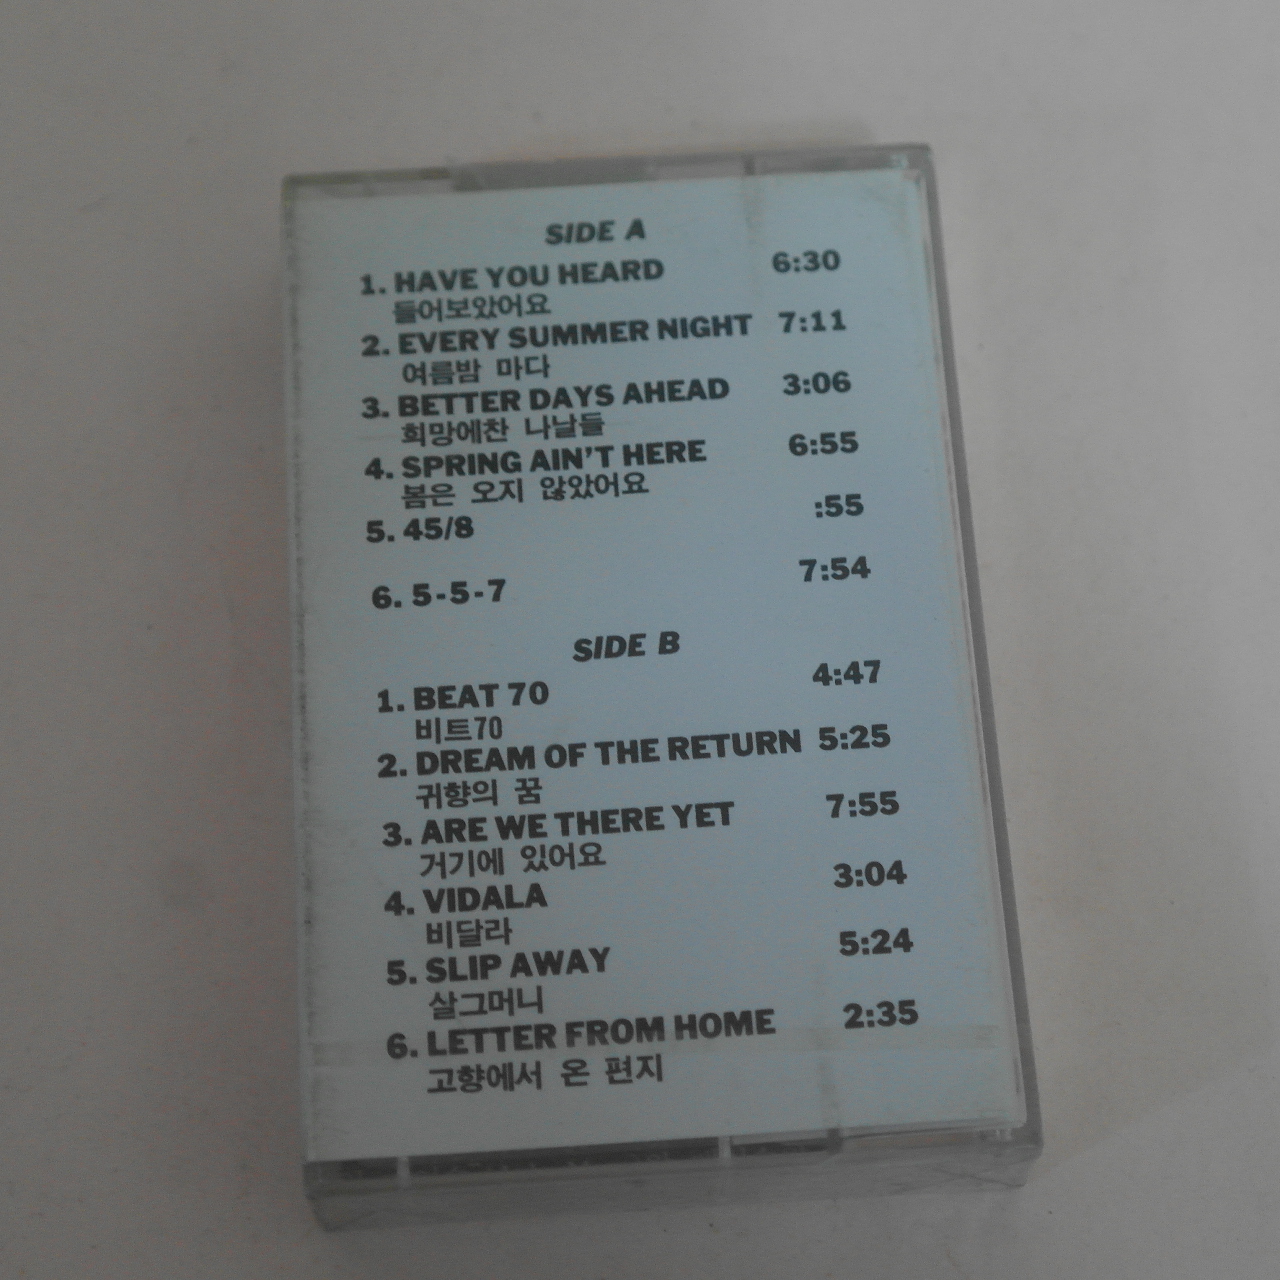 SIDE A
1. HAVE YOU HEARD 6:30
들어보았어요
2. EVERY SUMMER NIGHT 7:11
여름밤 마다
3. BETTER DAYS AHEAD 3:06
희망에찬 나날들
4. SPRING AIN'T HERE 6:55
봄은 오지 않았어요
5. 45/8 :55
6. 5-5-7 7:54
SIDE B
1. BEAT 70 4:47
비트70
2. DREAM OF THE RETURN 5:25
귀향의 꿈
3. ARE WE THERE YET 7:55
거기에 있어요
4. VIDALA 3:04
비달라
5. SLIP AWAY 5:24
살그머니
6. LETTER FROM HOME 2:35
고향에서 온 편지